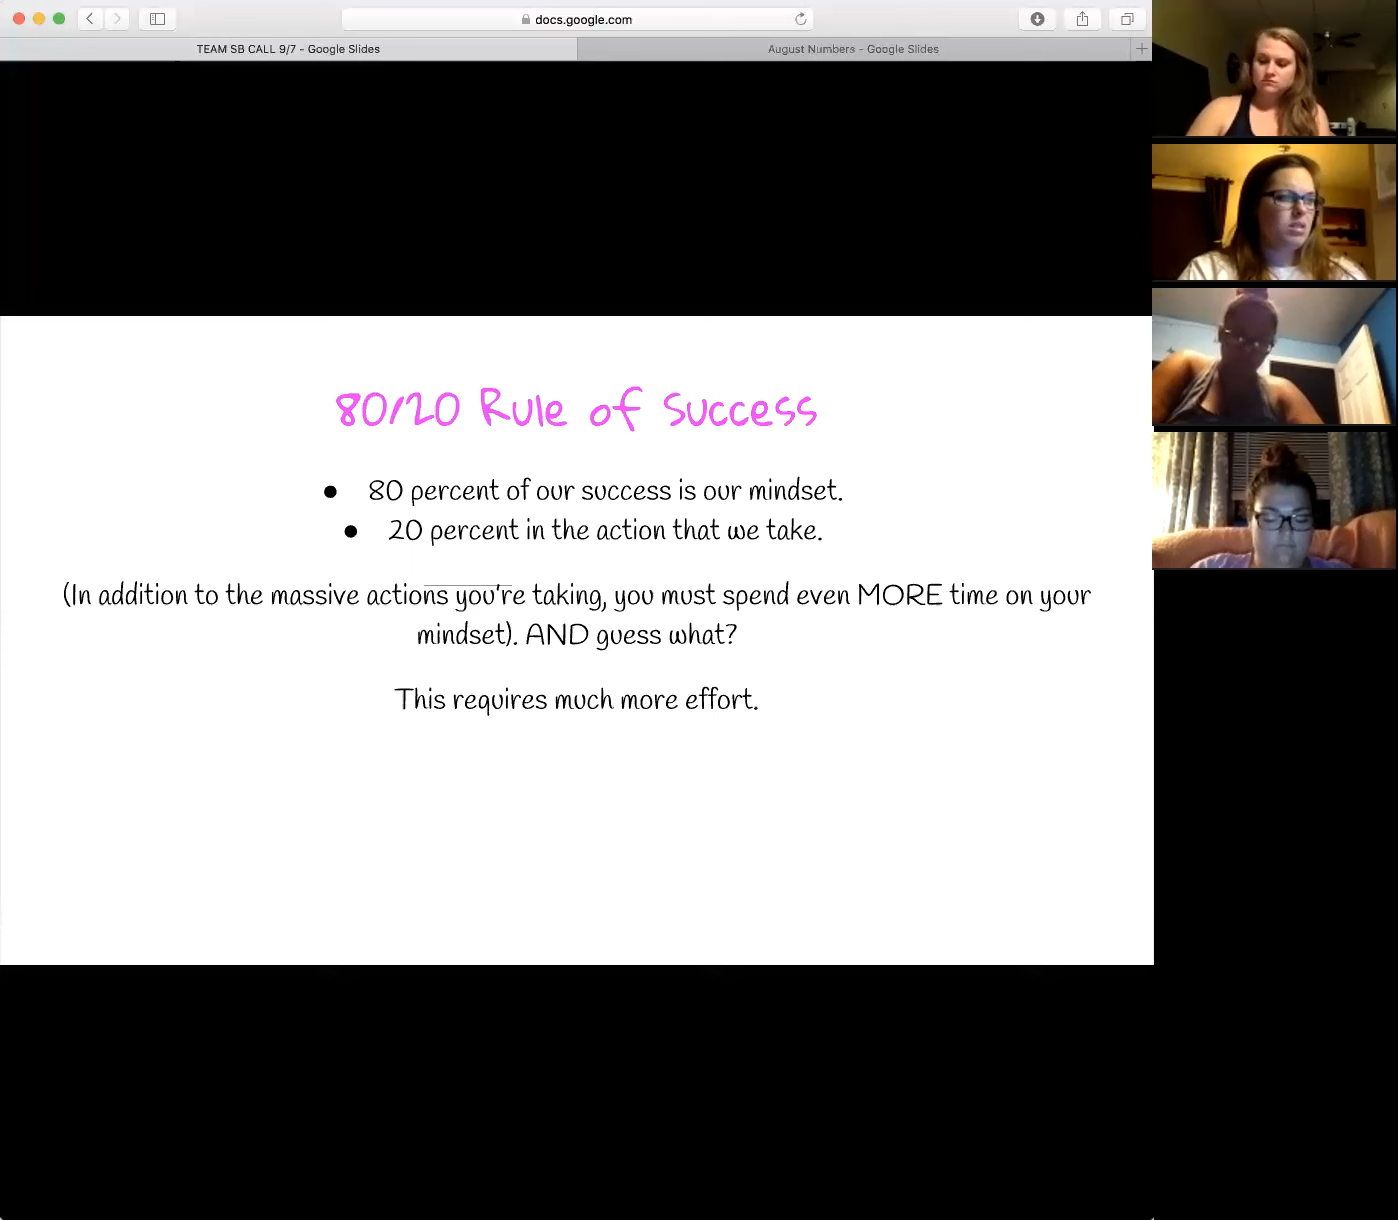 docs.google.com
TEAM SB CALL 9/7 - Google Slides
August Numbers - Google Slides
80/20 Rule of Success
● 80 percent of our success is our mindset.
● 20 percent in the action that we take.
(In addition to the massive actions you're taking, you must spend even MORE time on your
mindset). AND guess what?
This requires much more effort.